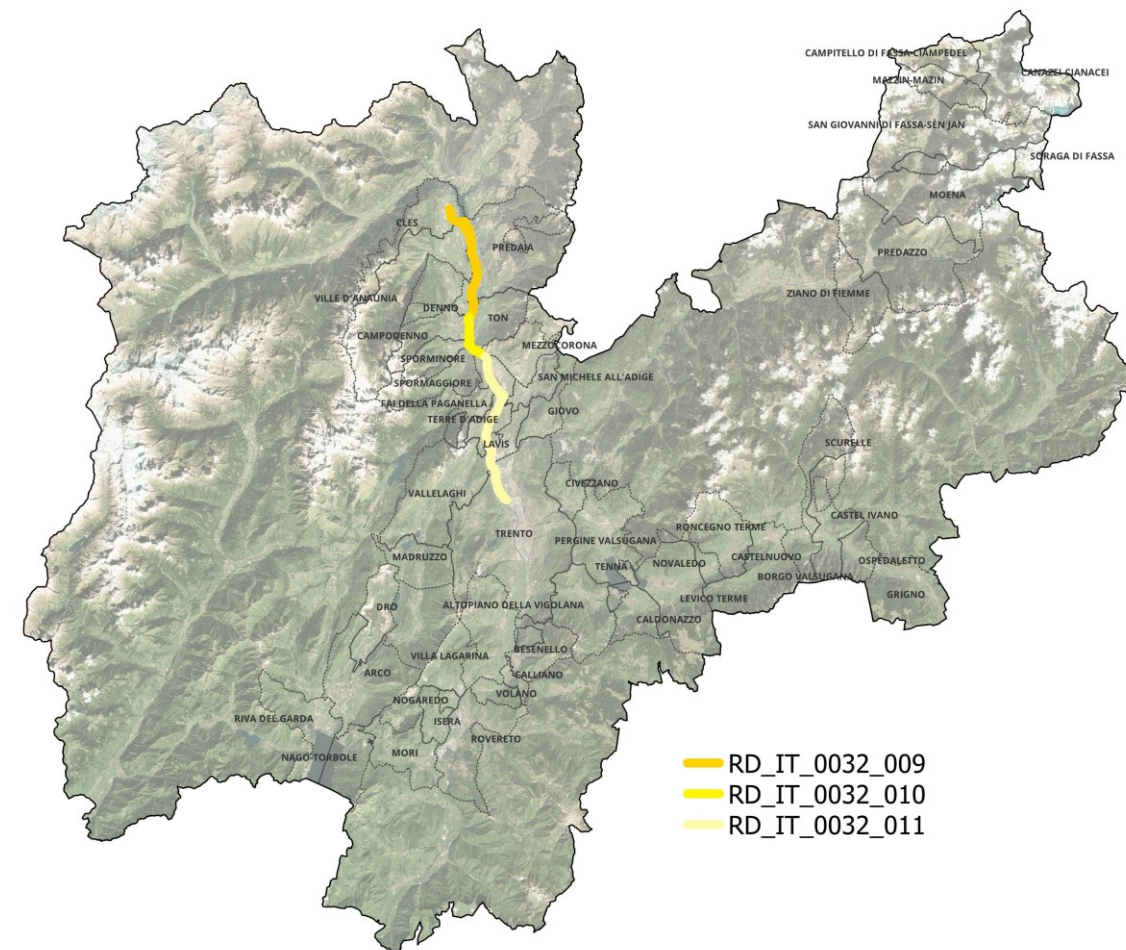 CAMPITELLO DI FASSA-CIAMPEDEL
CANAZEI-CIANACEI
MAZZIN-MAZIN
SAN GIOVANNI DI FASSA-SÈN JAN
SORAGA DI FASSA
MOENA
CLES
PREDAIA
PREDAZZO
ZIANO DI FIEMME
VILLE D'ANAUNIA
DENNO
TON
CAMPODENNO
MEZZOCORONA
SPORMINORE
SAN MICHELE ALL'ADIGE
SPORMAGGIORE
FAI DELLA PAGANELLA
GIOVO
TERRE D'ADIGE
LAVIS
SCURELLE
CIVEZZANO
VALLELAGHI
CASTEL IVANO
RONCEGNO TERME
TRENTO
PERGINE VALSUGANA
MADRUZZO
CASTELNUOVO
OSPEDALETTO
NOVALEDO
TENNA
BORGO VALSUGANA
GRIGNO
LEVICO TERME
DRO
ALTOPIANO DELLA VIGOLANA
CALDONAZZO
BESENELLO
VILLA LAGARINA
ARCO
CALLIANO
VOLANO
NOGAREDO
RIVA DEL GARDA
ISERA
ROVERETO
MORI
NAGO-TORBOLE
RD_IT_0032_009
RD_IT_0032_010
RD_IT_0032_011